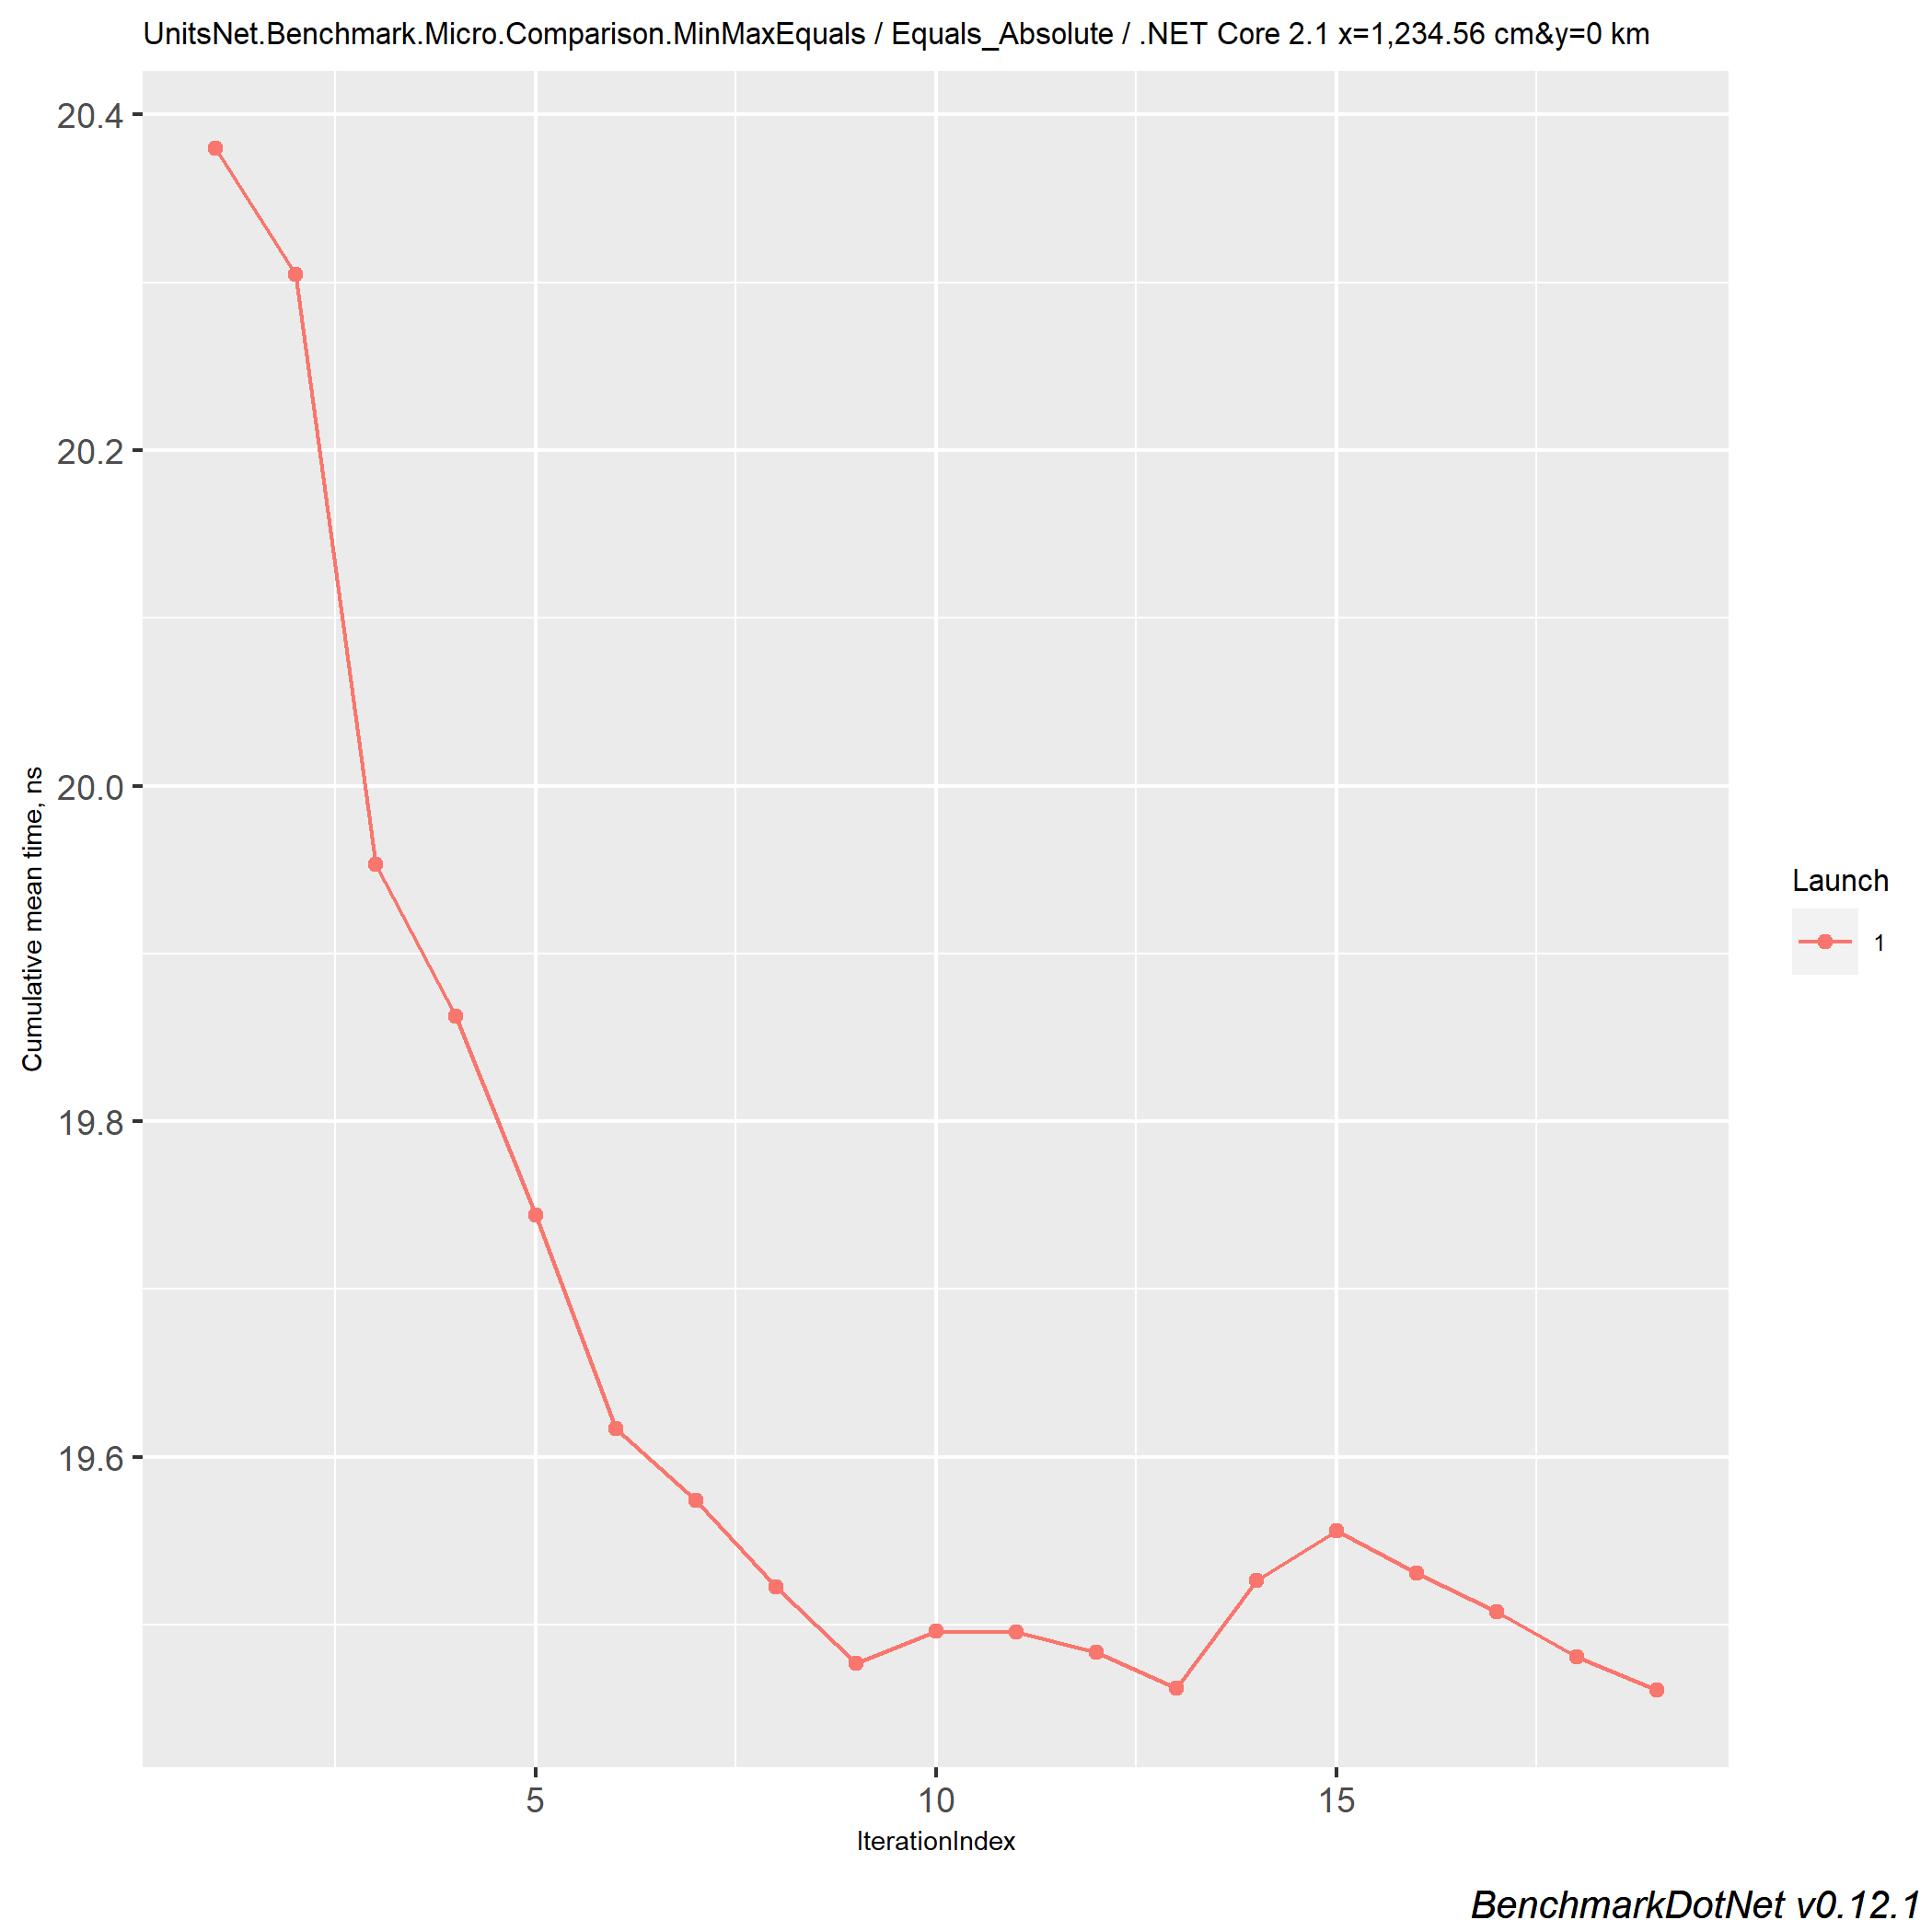 UnitsNet.Benchmark.Micro.Comparison.MinMaxEquals / Equals_Absolute / .NET Core 2.1 x=1,234.56 cm&y=0 km
20.4
20.2
20.0
19.8
19.6
Cumulative mean time, ns
5
10
15
IterationIndex
Launch
1
BenchmarkDotNet v0.12.1